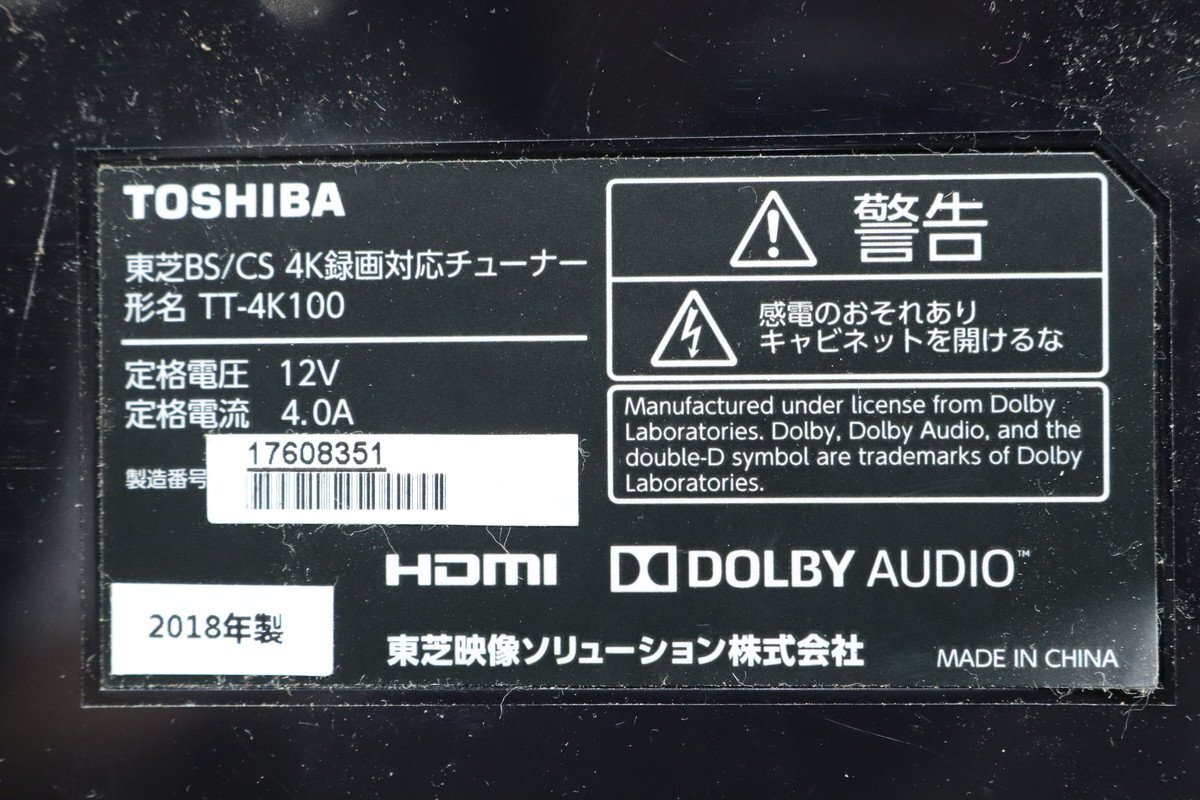 TOSHIBA
東芝BS/CS 4K録画対応チューナー
形名 TT-4K100
定格電圧 12V
定格電流 4.0A
製造番号
17608351
2018年製
警告
感電のおそれあり
キャビネットを開けるな
Manufactured under license from Dolby
Laboratories. Dolby, Dolby Audio, and the
double-D symbol are trademarks of Dolby
Laboratories.
HDMI
DOLBY AUDIO™
東芝映像ソリューション株式会社
MADE IN CHINA